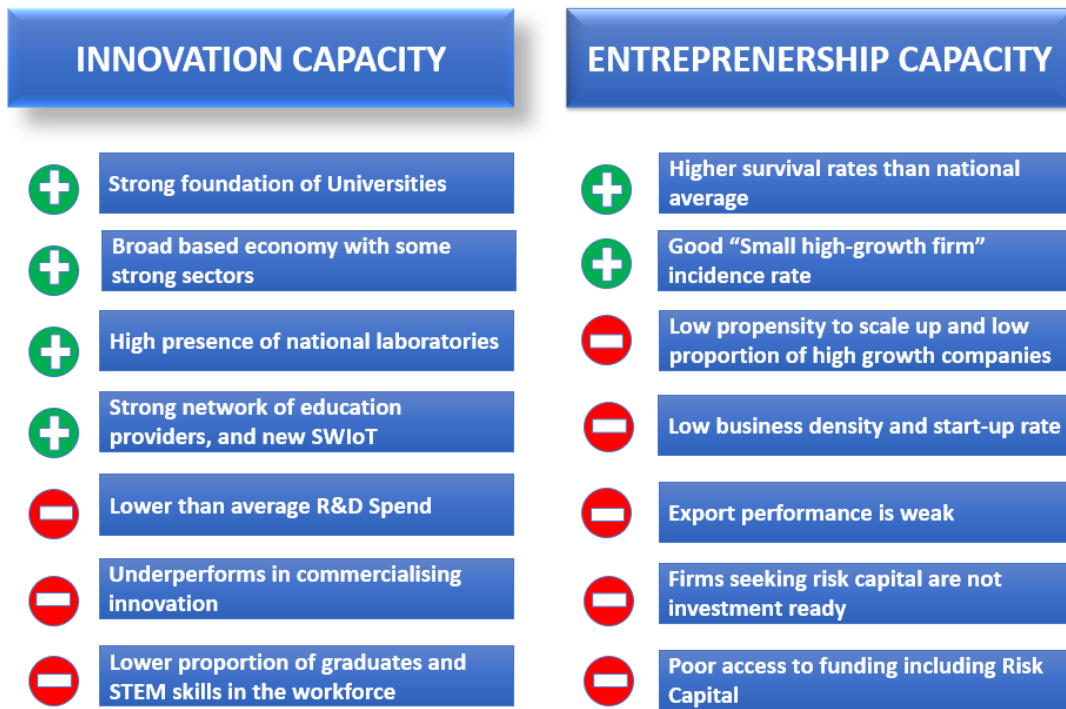 INNOVATION CAPACITY
Strong foundation of Universities
Broad based economy with some
strong sectors
High presence of national laboratories
Strong network of education
providers, and new SWIoT
Lower than average R&D Spend
Underperforms in commercialising
innovation
Lower proportion of graduates and
STEM skills in the workforce
ENTREPRENERSHIP CAPACITY
Higher survival rates than national
average
Good “Small high-growth firm”
incidence rate
Low propensity to scale up and low
proportion of high growth companies
Low business density and start-up rate
Export performance is weak
Firms seeking risk capital are not
investment ready
Poor access to funding including Risk
Capital